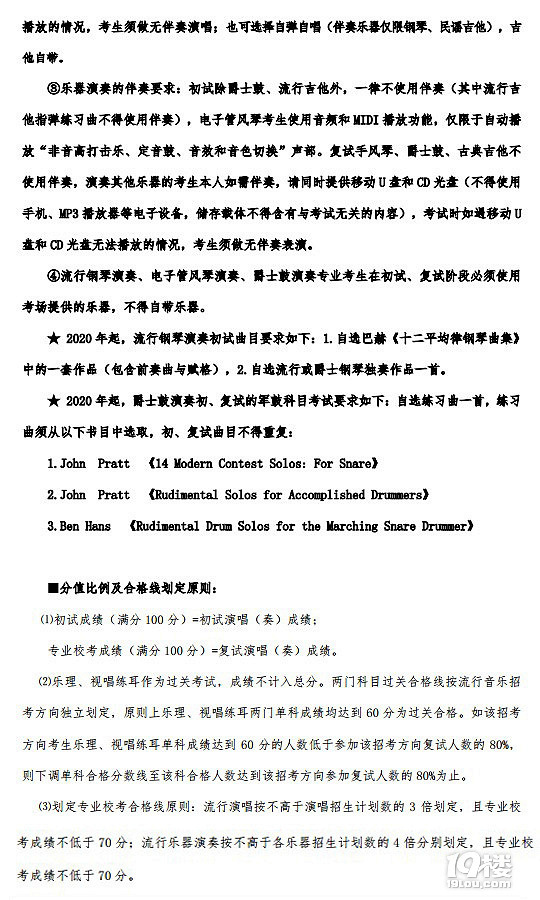 播放的情况，考生须做无伴奏演唱；也可选择自弹自唱（伴奏乐器仅限钢琴、民谣吉他），吉
他自带。
③乐器演奏的伴奏要求：初试除爵士鼓、流行吉他外，一律不使用伴奏（其中流行吉
他指弹练习曲不得使用伴奏），电子管风琴考生使用音频和MIDI播放功能，仅限于自动播
放“非音高打击乐、定音鼓、音效和音色切换”声部。复试手风琴、爵士鼓、古典吉他不
使用伴奏，演奏其他乐器的考生本人如需伴奏，请同时提供移动U盘和CD光盘（不得使用
手机、MP3播放器等电子设备，储存载体不得含有与考试无关的内容），考试时如遇移动U
盘和CD光盘无法播放的情况，考生须做无伴奏表演。
④流行钢琴演奏、电子管风琴演奏、爵士鼓演奏专业考生在初试、复试阶段必须使用
考场提供的乐器，不得自带乐器。
★ 2020年起，流行钢琴演奏初试曲目要求如下：1.自选巴赫《十二平均律钢琴曲集》
中的一套作品（包含前奏曲与赋格），2.自选流行或爵士钢琴独奏作品一首。
★ 2020年起，爵士鼓演奏初、复试的军鼓科目考试要求如下：自选练习曲一首，练习
曲须从以下书目中选取，初、复试曲目不得重复：
1.John Pratt 《14 Modern Contest Solos: For Snare》
2.John Pratt 《Rudimental Solos for Accomplished Drummers》
3.Ben Hans 《Rudimental Drum Solos for the Marching Snare Drummer》
■分值比例及合格线划定原则：
⑴初试成绩（满分100分）=初试演唱（奏）成绩；
专业校考成绩（满分100分）=复试演唱（奏）成绩。
⑵乐理、视唱练耳作为过关考试，成绩不计入总分。两门科目过关合格线按流行音乐招
考方向独立划定，原则上乐理、视唱练耳两门单科成绩均达到60分为过关合格。如该招考
方向考生乐理、视唱练耳单科成绩达到60分的人数低于参加该招考方向复试人数的80%，
则下调单科合格分数线至该科合格人数达到该招考方向参加复试人数的80%为止。
⑶划定专业校考合格线原则：流行演唱按不高于演唱招生计划数的3倍划定，且专业校
考成绩不低于70分；流行乐器演奏按不高于各乐器招生计划数的4倍分别划定，且专业校
考成绩不低于70分。
19楼
19lou.com